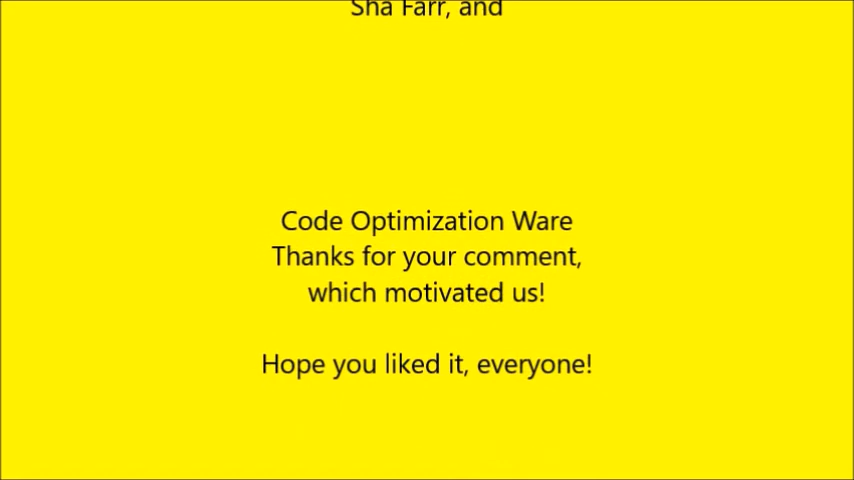 Sha Farr, and
Code Optimization Ware
Thanks for your comment,
which motivated us!
Hope you liked it, everyone!